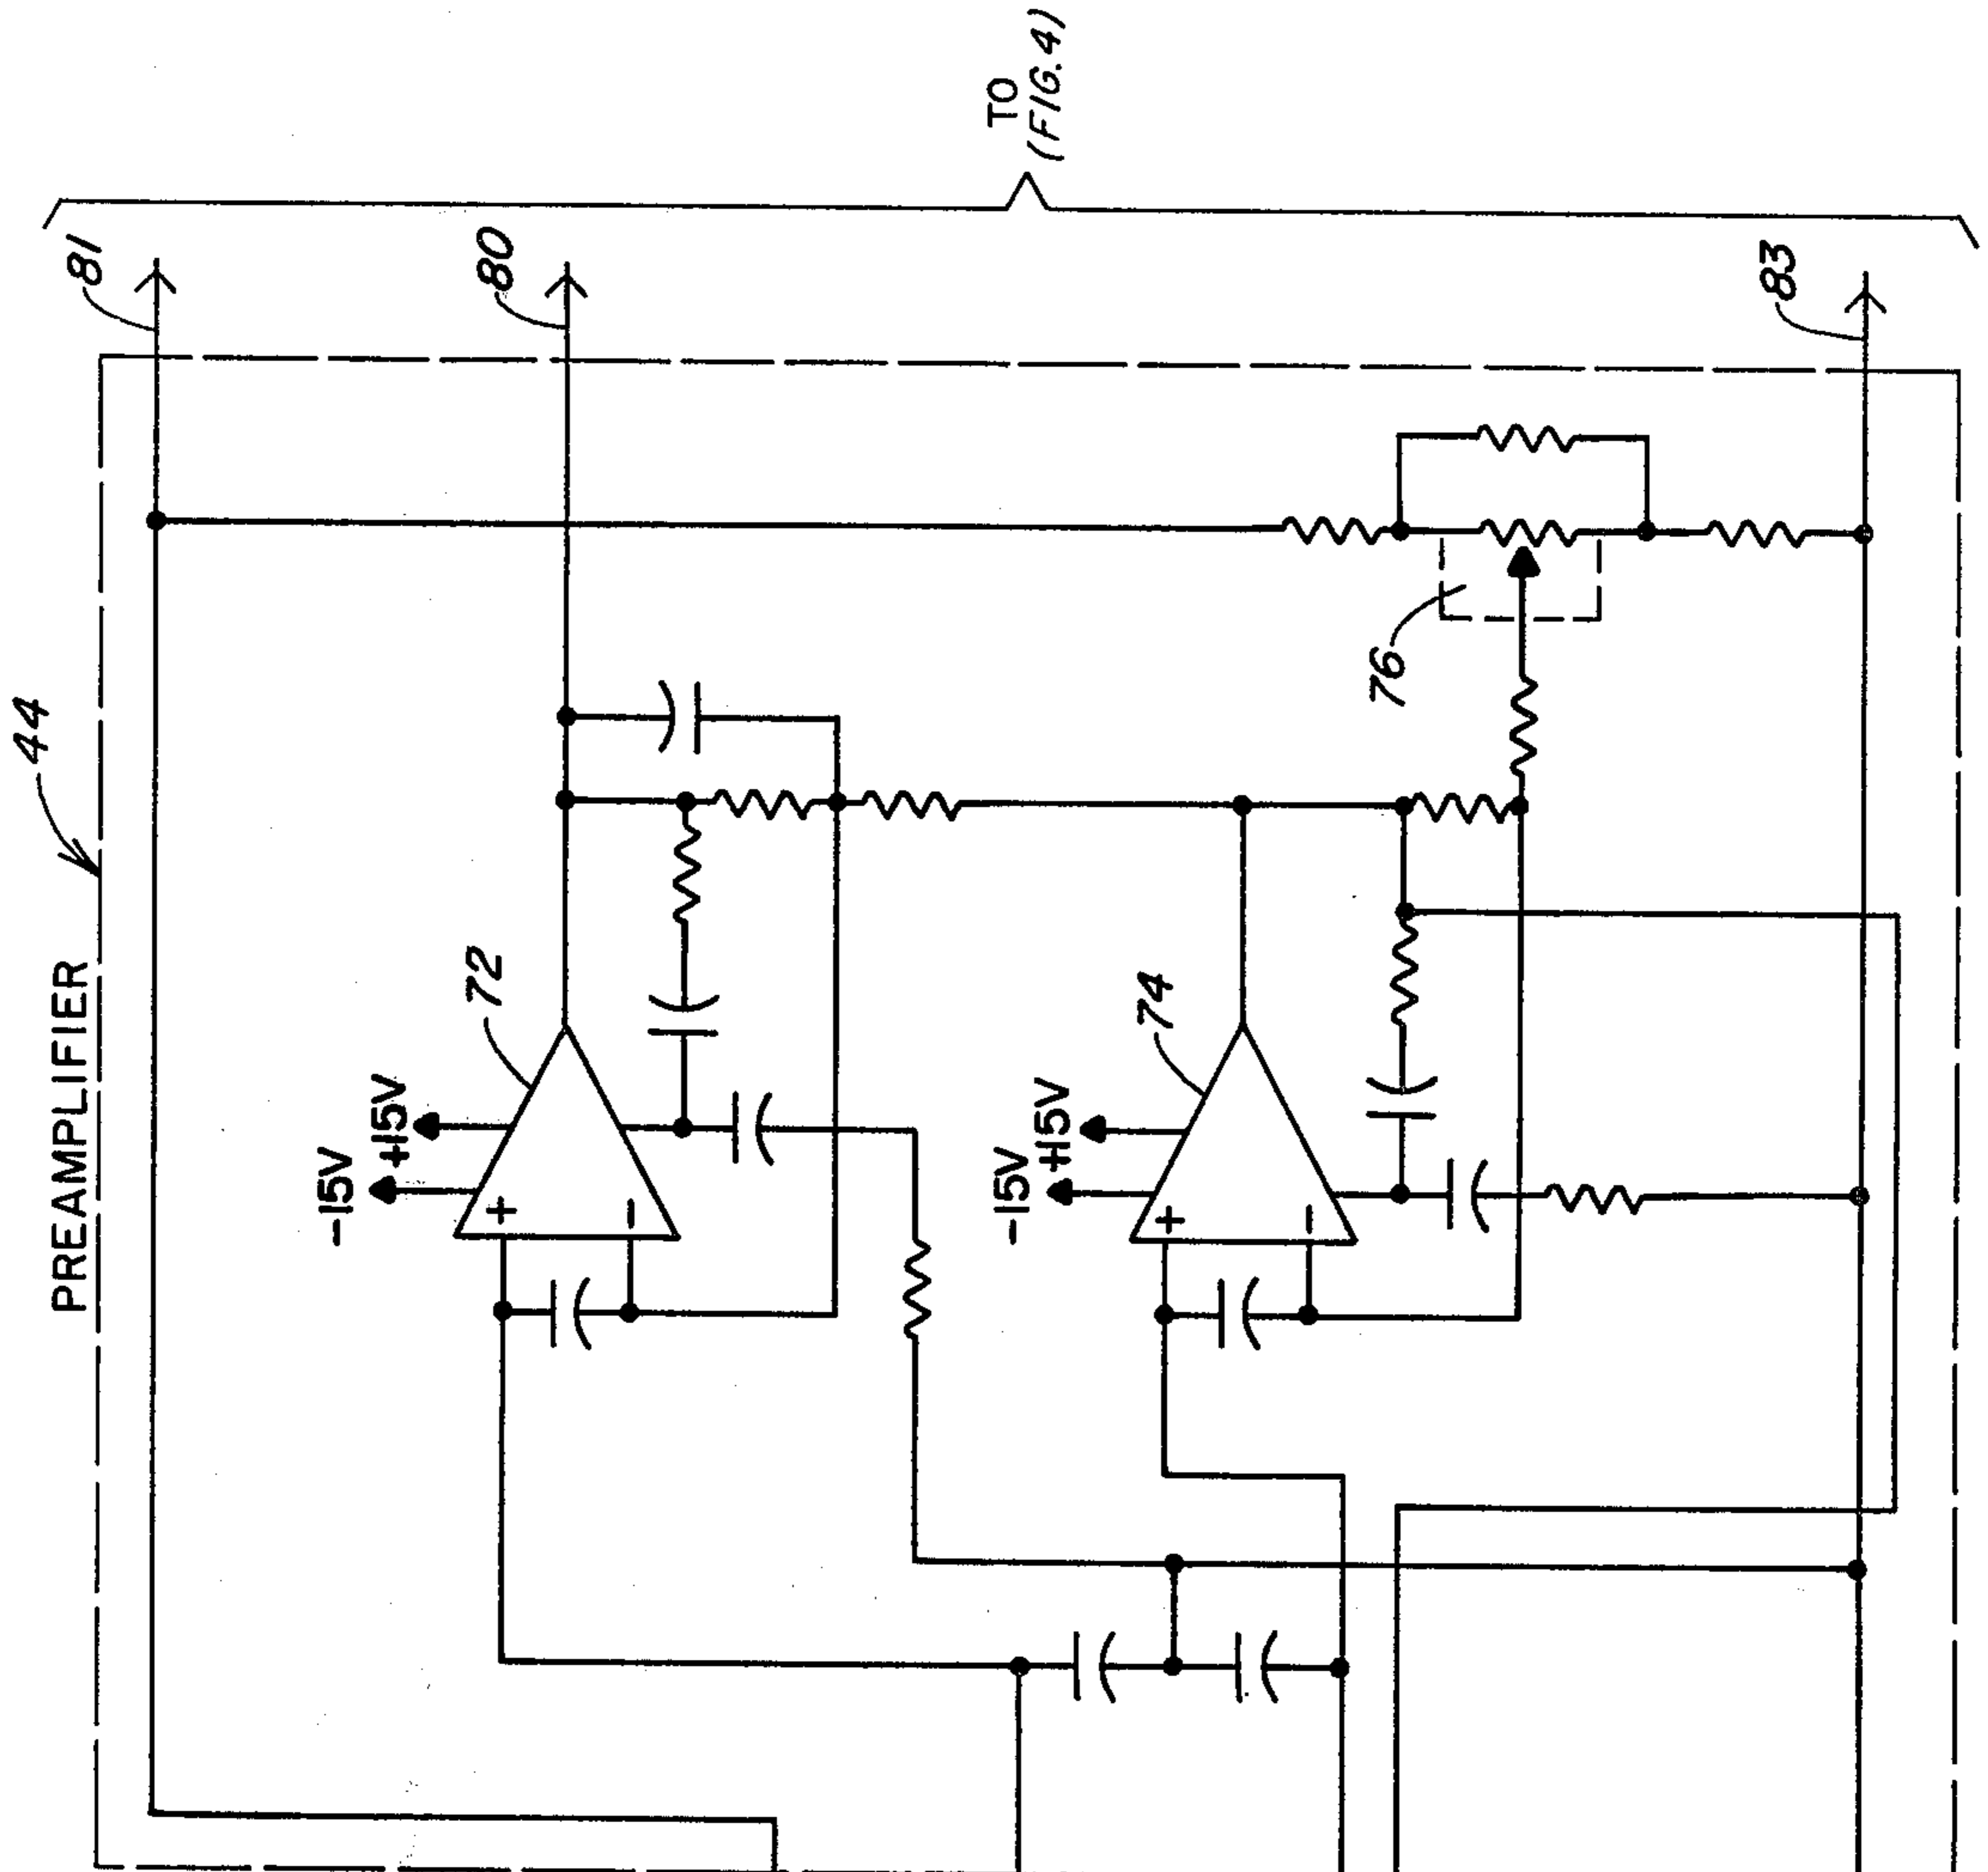 TO
(FIG. 4)
81
80
83
44
PREAMPLIFIER
76
72
-15V
+15V
+
-
74
-15V
+15V
+
-